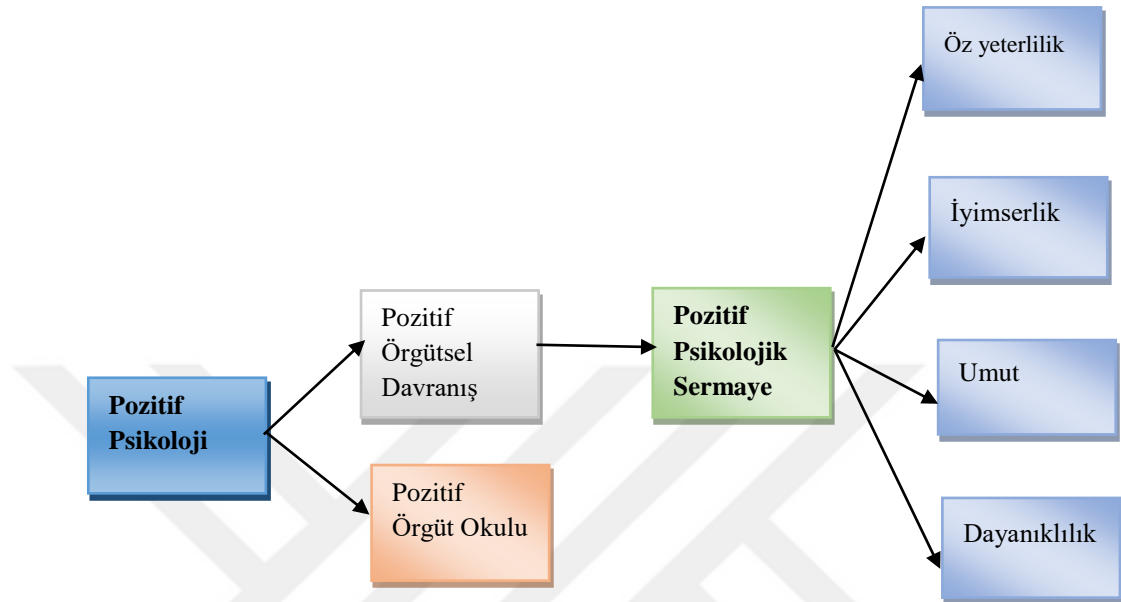 Pozitif
Psikoloji
Pozitif
Örgütsel
Davranış
Pozitif
Örgüt Okulu
Pozitif
Psikolojik
Sermaye
Öz yeterlilik
İyimserlik
Umut
Dayanıklılık